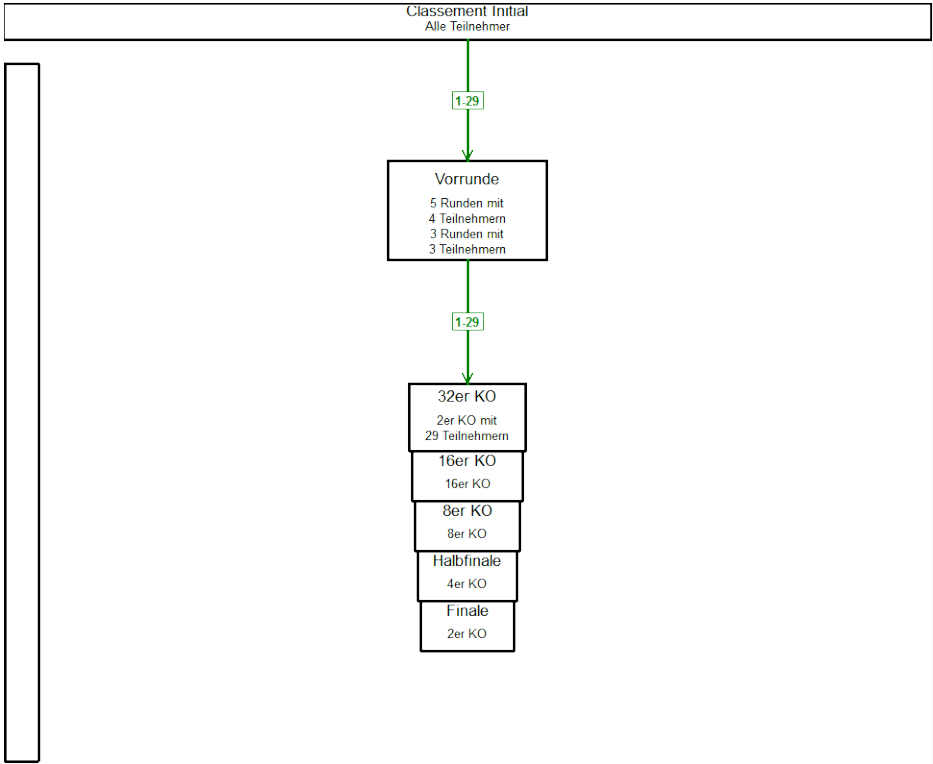 Classement Initial
Alle Teilnehmer
1-29
Vorrunde
5 Runden mit
4 Teilnehmern
3 Runden mit
3 Teilnehmern
1-29
32er KO
2er KO mit
29 Teilnehmern
16er KO
16er KO
8er KO
8er KO
Halbfinale
4er KO
Finale
2er KO